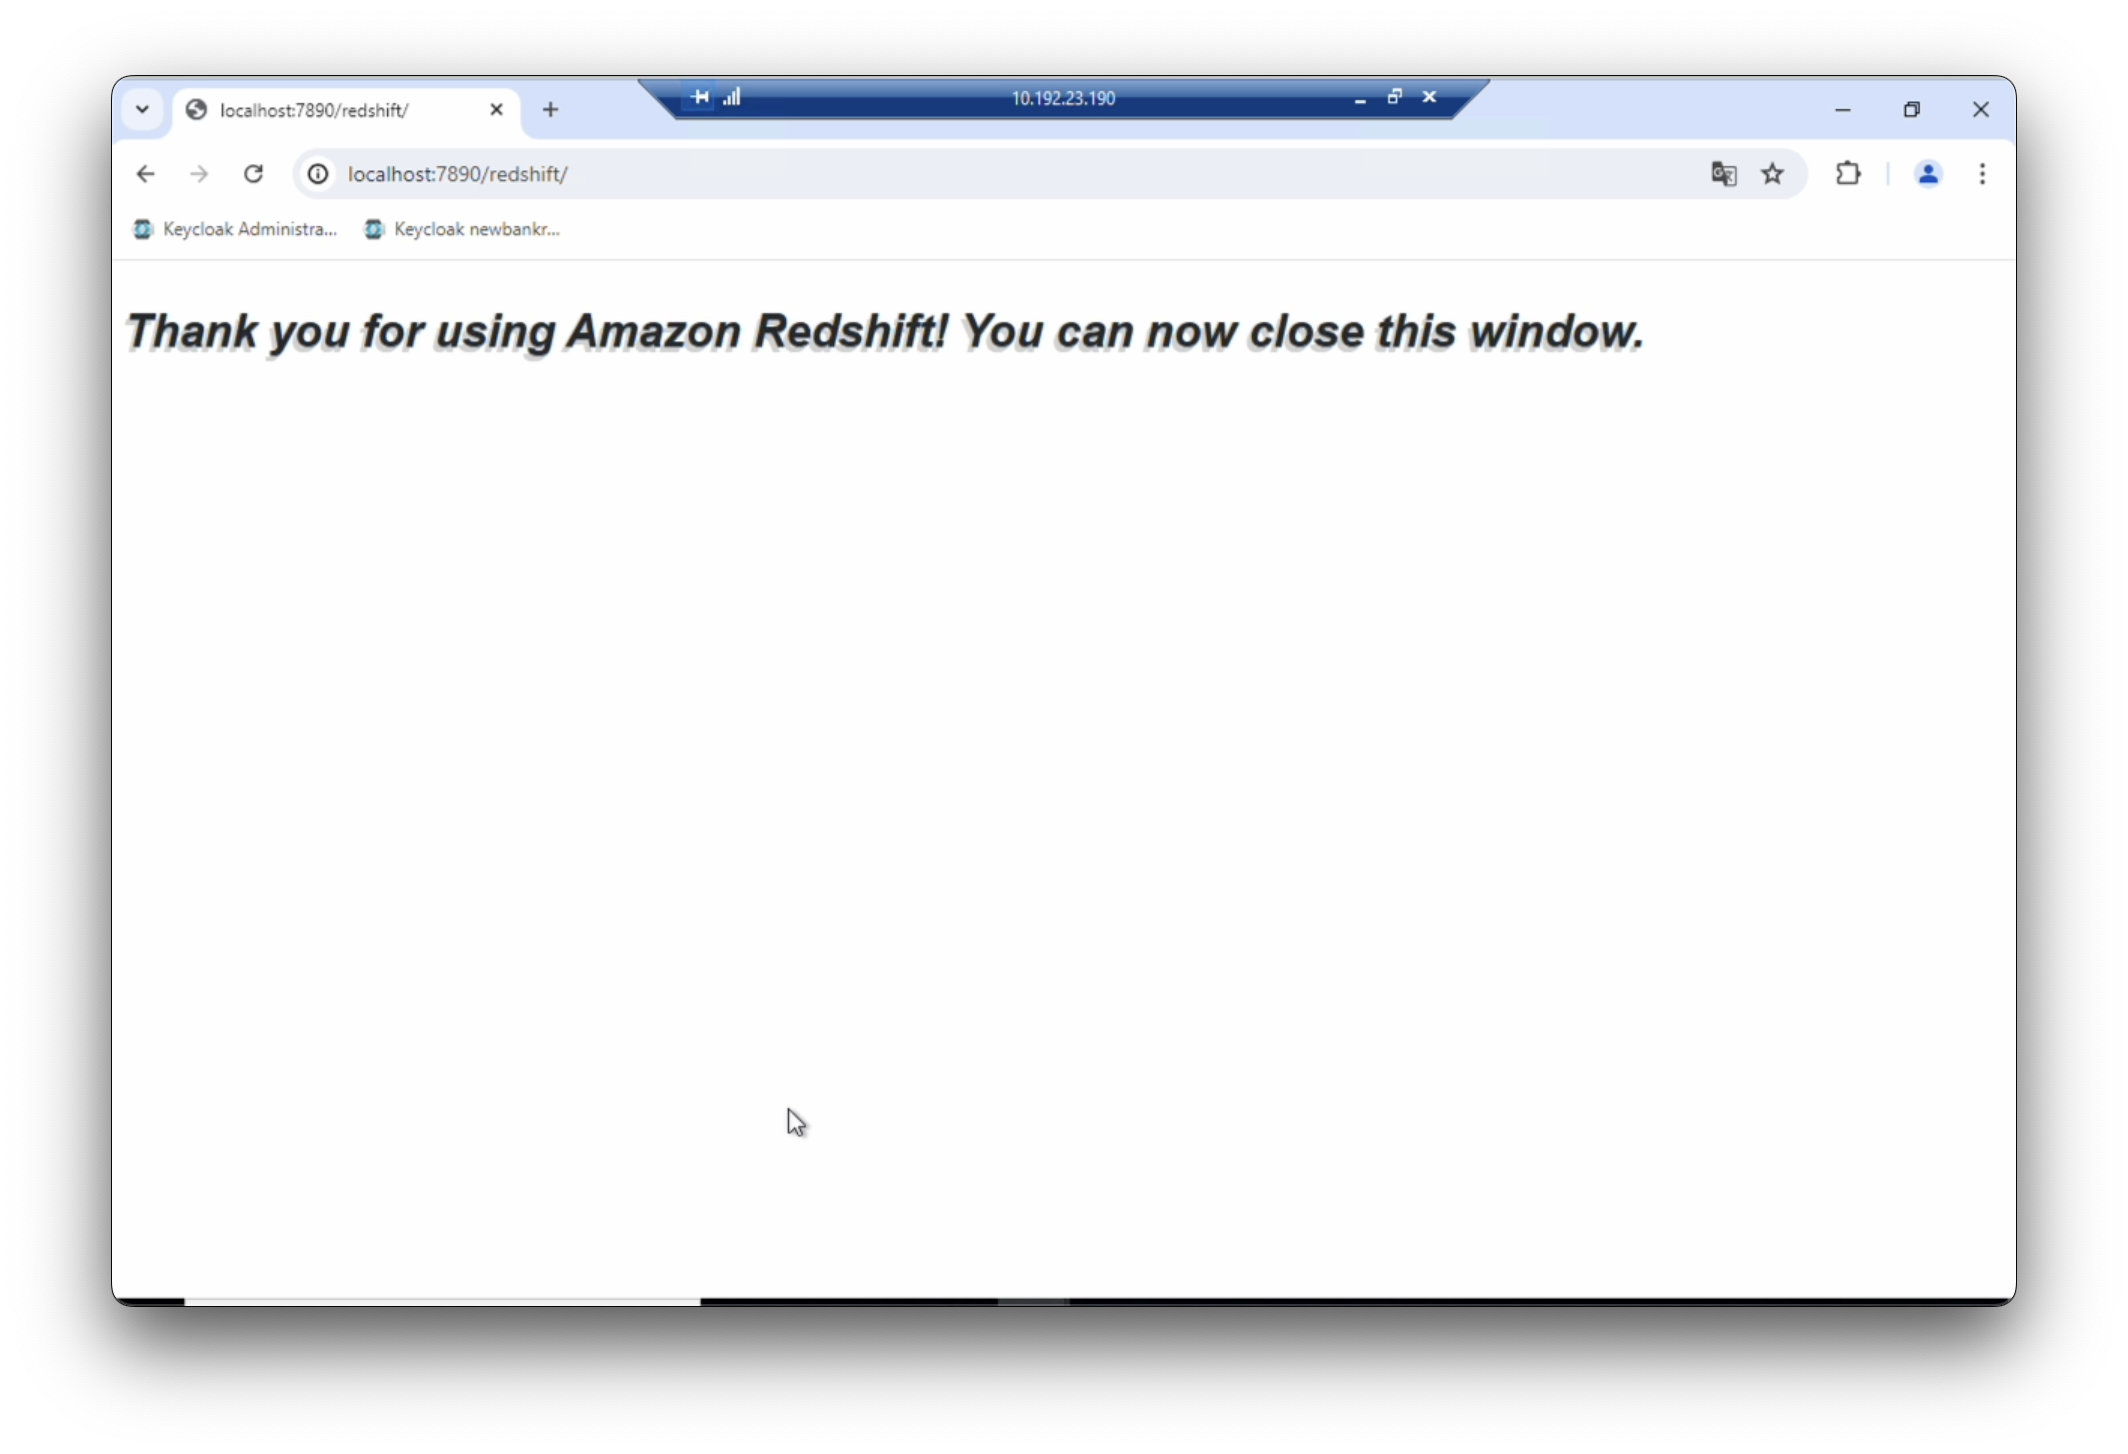 localhost:7890/redshift/
10.192.23.190
localhost:7890/redshift/
Keycloak Administra...
Keycloak newbankr...
Thank you for using Amazon Redshift! You can now close this window.